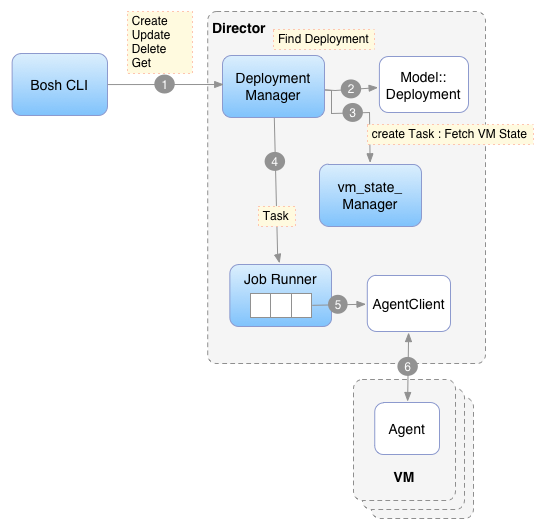 Create
Update
Delete
Get
Director
Find Deployment
Bosh CLI
1
Deployment
Manager
2
Model::
Deployment
3
create Task : Fetch VM State
4
vm_state_
Manager
Task
Job Runner
5
AgentClient
6
Agent
VM